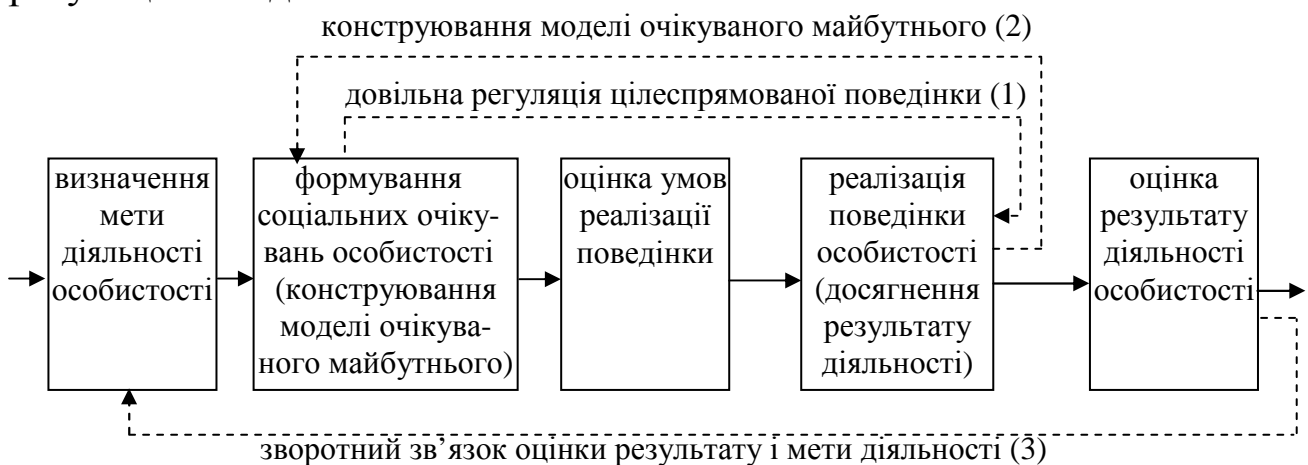 конструювання моделі очікуваного майбутнього (2)
довільна регуляція цілеспрямованої поведінки (1)
визначення
мети
діяльності
особистості
формування
соціальних очіку-
вань особистості
(конструювання
моделі очікува-
ного майбутнього)
оцінка умов
реалізації
поведінки
реалізація
поведінки
особистості
(досягнення
результату
діяльності)
оцінка
результату
діяльності
особистості
зворотний зв’язок оцінки результату і мети діяльності (3)